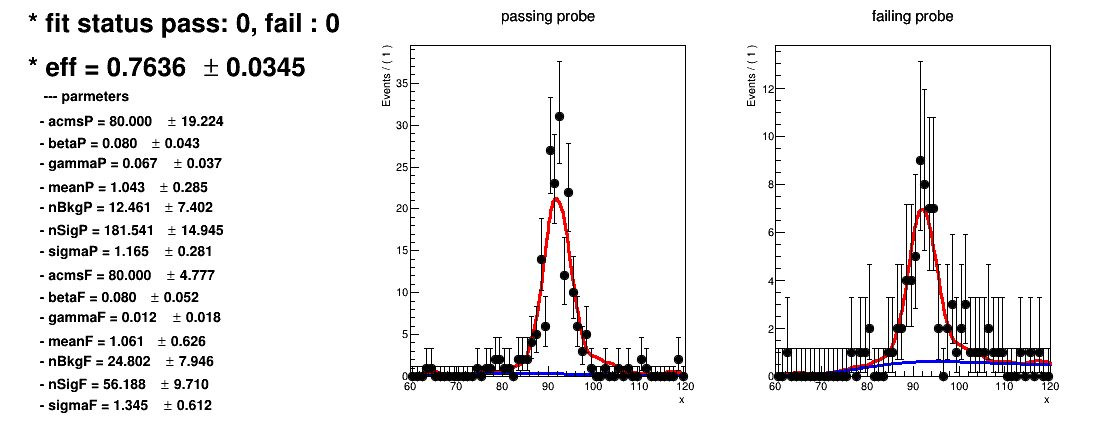 * fit status pass: 0, fail : 0
* eff = 0.7636 ± 0.0345
--- parmeters
- acmsP = 80.000 ± 19.224
- betaP = 0.080 ± 0.043
- gammaP = 0.067 ± 0.037
- meanP = 1.043 ± 0.285
- nBkgP = 12.461 ± 7.402
- nSigP = 181.541 ± 14.945
- sigmaP = 1.165 ± 0.281
- acmsF = 80.000 ± 4.777
- betaF = 0.080 ± 0.052
- gammaF = 0.012 ± 0.018
- meanF = 1.061 ± 0.626
- nBkgF = 24.802 ± 7.946
- nSigF = 56.188 ± 9.710
- sigmaF = 1.345 ± 0.612
passing probe
Events / ( 1 )
35
30
25
20
15
10
5
0
60 70 80 90 100 110 120
x
failing probe
Events / ( 1 )
12
10
8
6
4
2
0
60 70 80 90 100 110 120
x